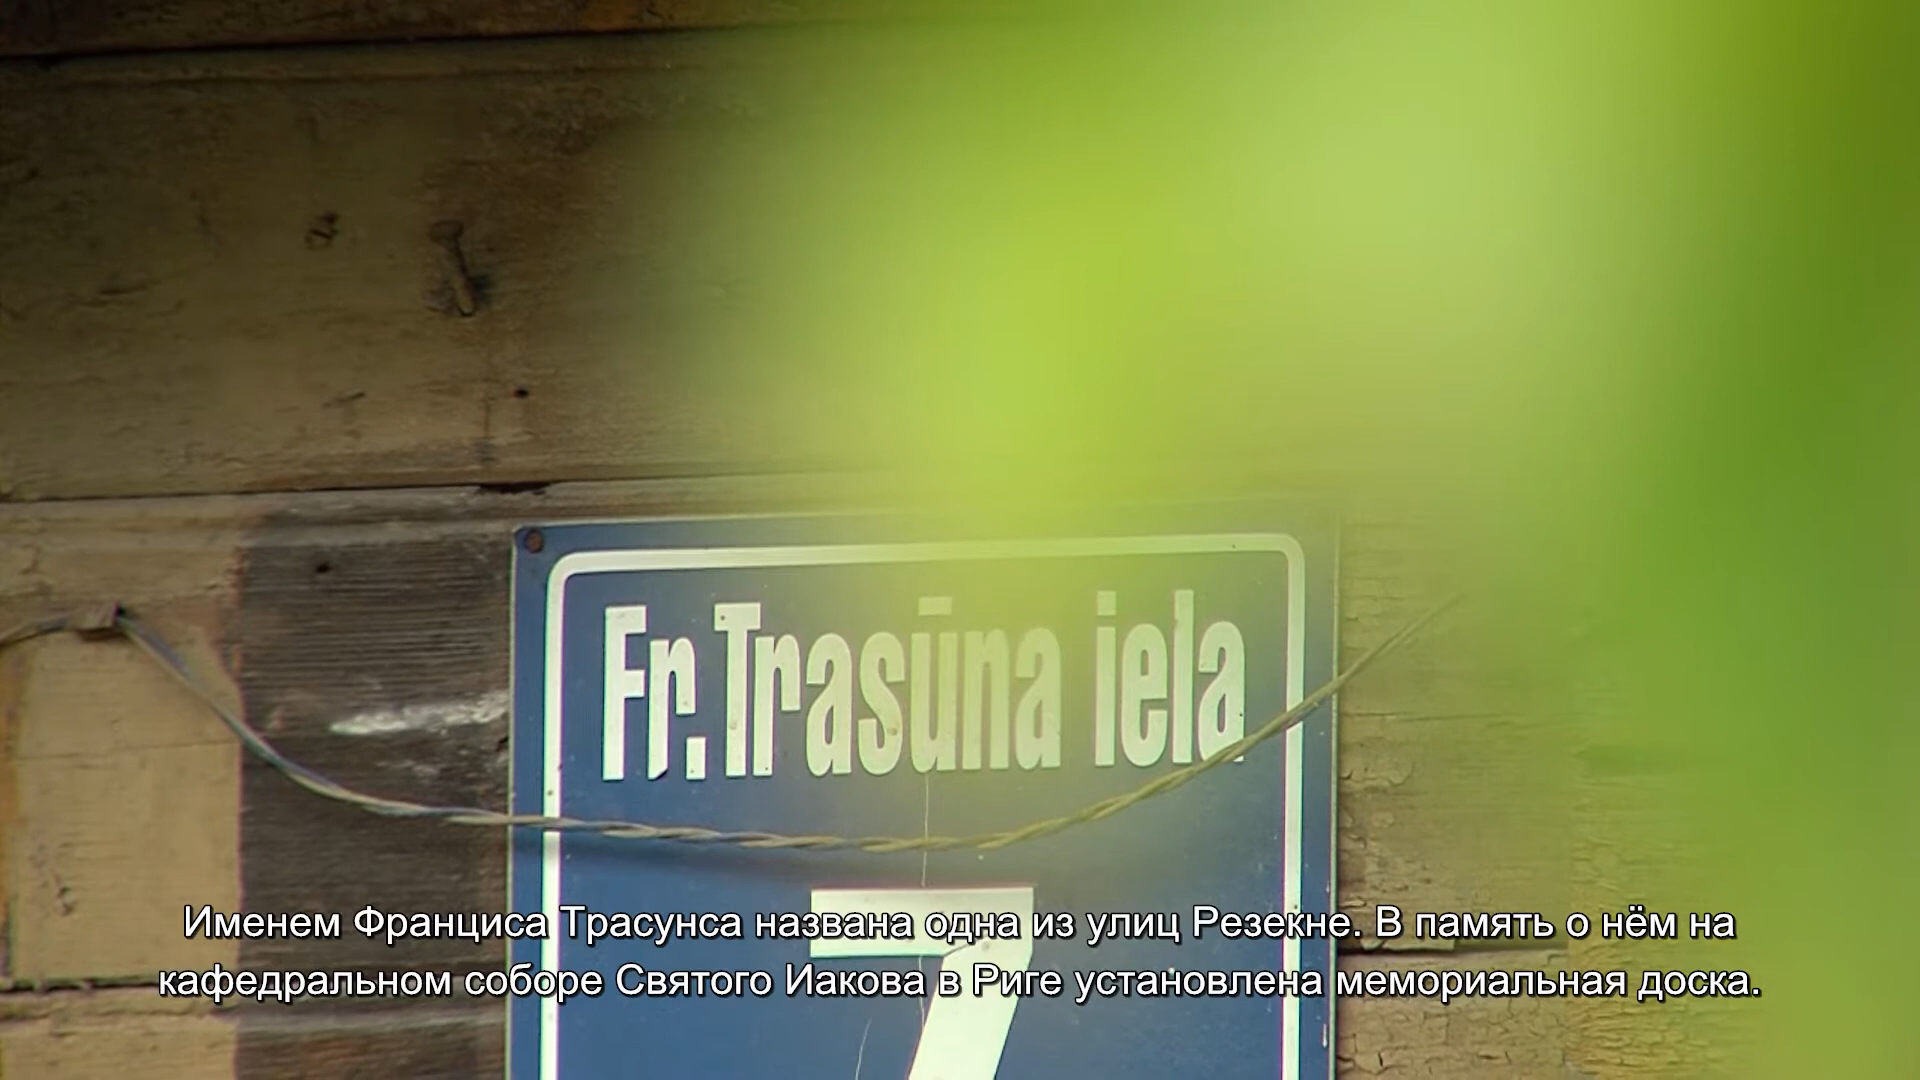 Fr. Trasūna iela
7
Именем Франциса Трасунса названа одна из улиц Резекне. В память о нём на
кафедральном соборе Святого Иакова в Риге установлена мемориальная доска.